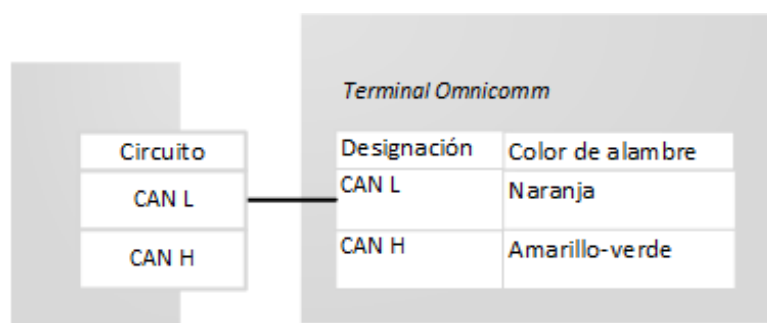 Terminal Omnicomm
Circuito
CAN L
CAN H
Designación Color de alambre
CAN L Naranja
CAN H Amarillo-verde